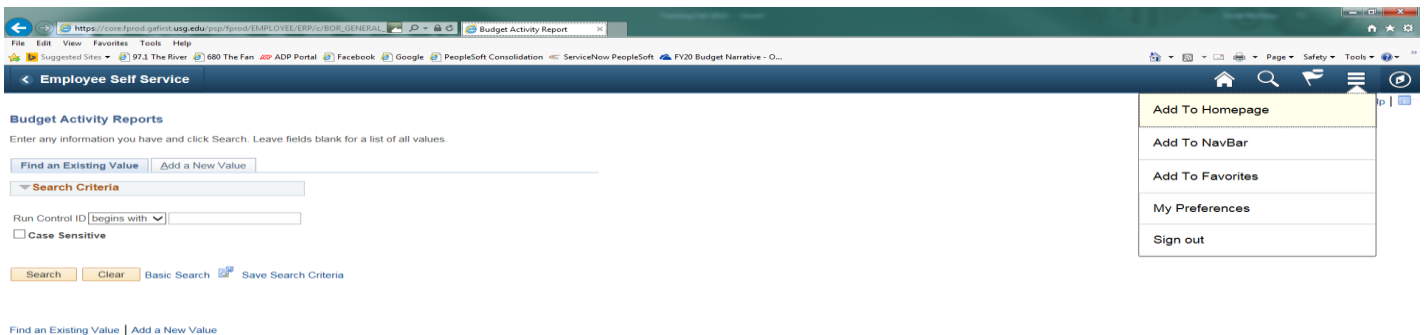 https://core.fprod.gafirst.usg.edu/psp/fprod/EMPLOYEE/ERP/c/BOR_GENERAL_ Budget Activity Report
File Edit View Favorites Tools Help
Suggested Sites 97.1 The River 680 The Fan ADP ADP Portal Facebook Google PeopleSoft Consolidation ServiceNow PeopleSoft FY20 Budget Narrative - O... Page Safety Tools
Employee Self Service
lp |
Add To Homepage
Add To NavBar
Add To Favorites
My Preferences
Sign out
Budget Activity Reports
Enter any information you have and click Search. Leave fields blank for a list of all values.
Find an Existing Value Add a New Value
Search Criteria
Run Control ID begins with
Case Sensitive
Search Clear Basic Search Save Search Criteria
Find an Existing Value | Add a New Value